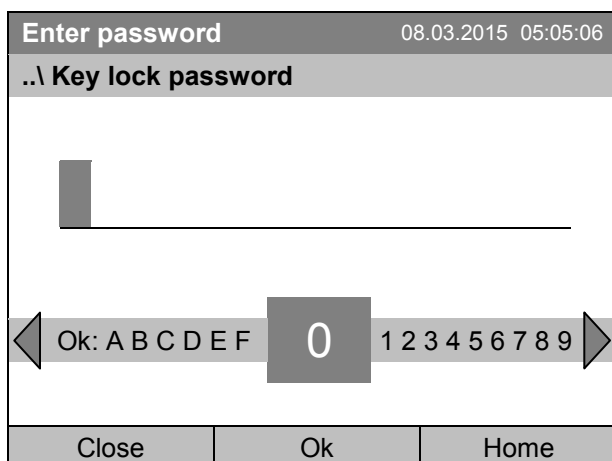 Enter password 08.03.2015 05:05:06
..\ Key lock password
Ok: A B C D E F 0 1 2 3 4 5 6 7 8 9
Close Ok Home